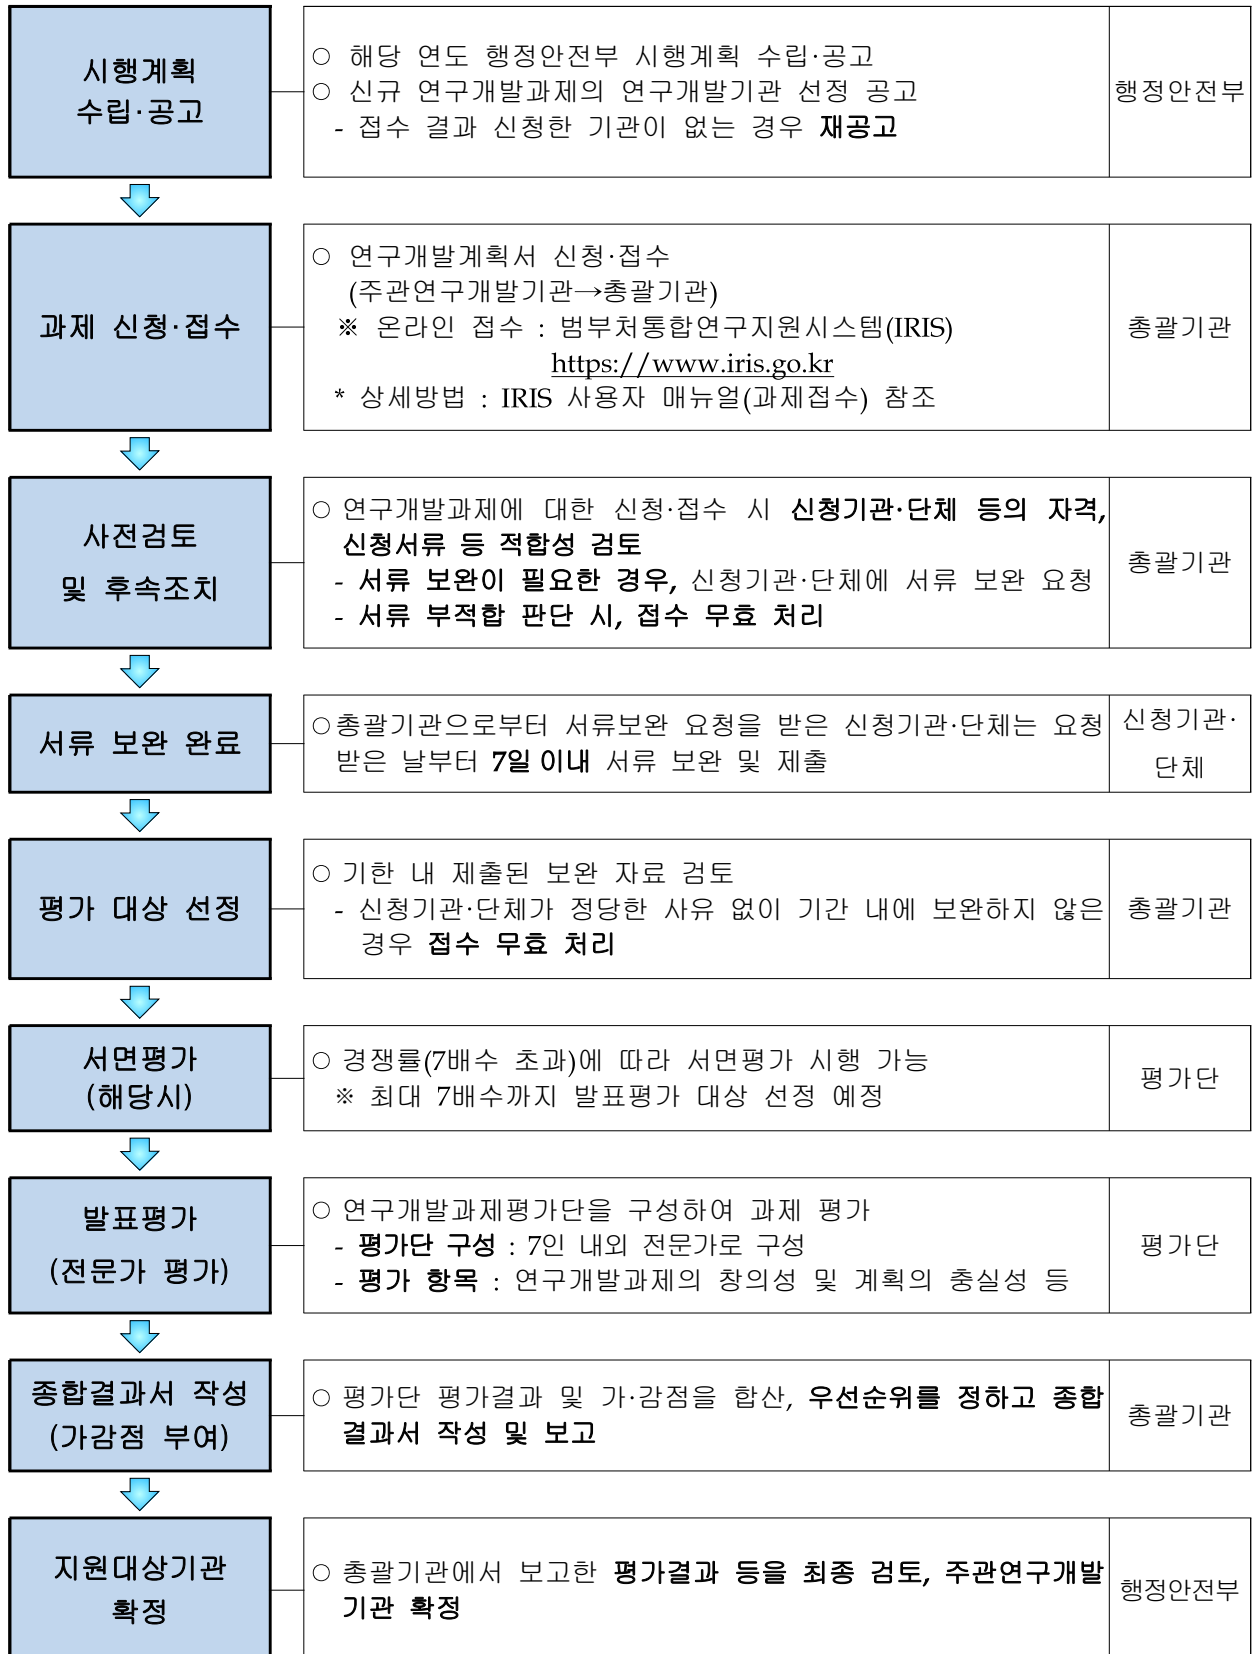 시행계획
수립·공고
○ 해당 연도 행정안전부 시행계획 수립·공고
○ 신규 연구개발과제의 연구개발기관 선정 공고
- 접수 결과 신청한 기관이 없는 경우 재공고
행정안전부
과제 신청·접수
○ 연구개발계획서 신청·접수
(주관연구개발기관→총괄기관)
※ 온라인 접수 : 범부처통합연구지원시스템(IRIS)
https://www.iris.go.kr
* 상세방법 : IRIS 사용자 매뉴얼(과제접수) 참조
총괄기관
사전검토
및 후속조치
○ 연구개발과제에 대한 신청·접수 시 신청기관·단체 등의 자격,
신청서류 등 적합성 검토
- 서류 보완이 필요한 경우, 신청기관·단체에 서류 보완 요청
- 서류 부적합 판단 시, 접수 무효 처리
총괄기관
서류 보완 완료
○ 총괄기관으로부터 서류보완 요청을 받은 신청기관·단체는 요청
받은 날부터 7일 이내 서류 보완 및 제출
신청기관·
단체
평가 대상 선정
○ 기한 내 제출된 보완 자료 검토
- 신청기관·단체가 정당한 사유 없이 기간 내에 보완하지 않은
경우 접수 무효 처리
총괄기관
서면평가
(해당시)
○ 경쟁률(7배수 초과)에 따라 서면평가 시행 가능
※ 최대 7배수까지 발표평가 대상 선정 예정
평가단
발표평가
(전문가 평가)
○ 연구개발과제평가단을 구성하여 과제 평가
- 평가단 구성 : 7인 내외 전문가로 구성
- 평가 항목 : 연구개발과제의 창의성 및 계획의 충실성 등
평가단
종합결과서 작성
(가감점 부여)
○ 평가단 평가결과 및 가·감점을 합산, 우선순위를 정하고 종합
결과서 작성 및 보고
총괄기관
지원대상기관
확정
○ 총괄기관에서 보고한 평가결과 등을 최종 검토, 주관연구개발
기관 확정
행정안전부